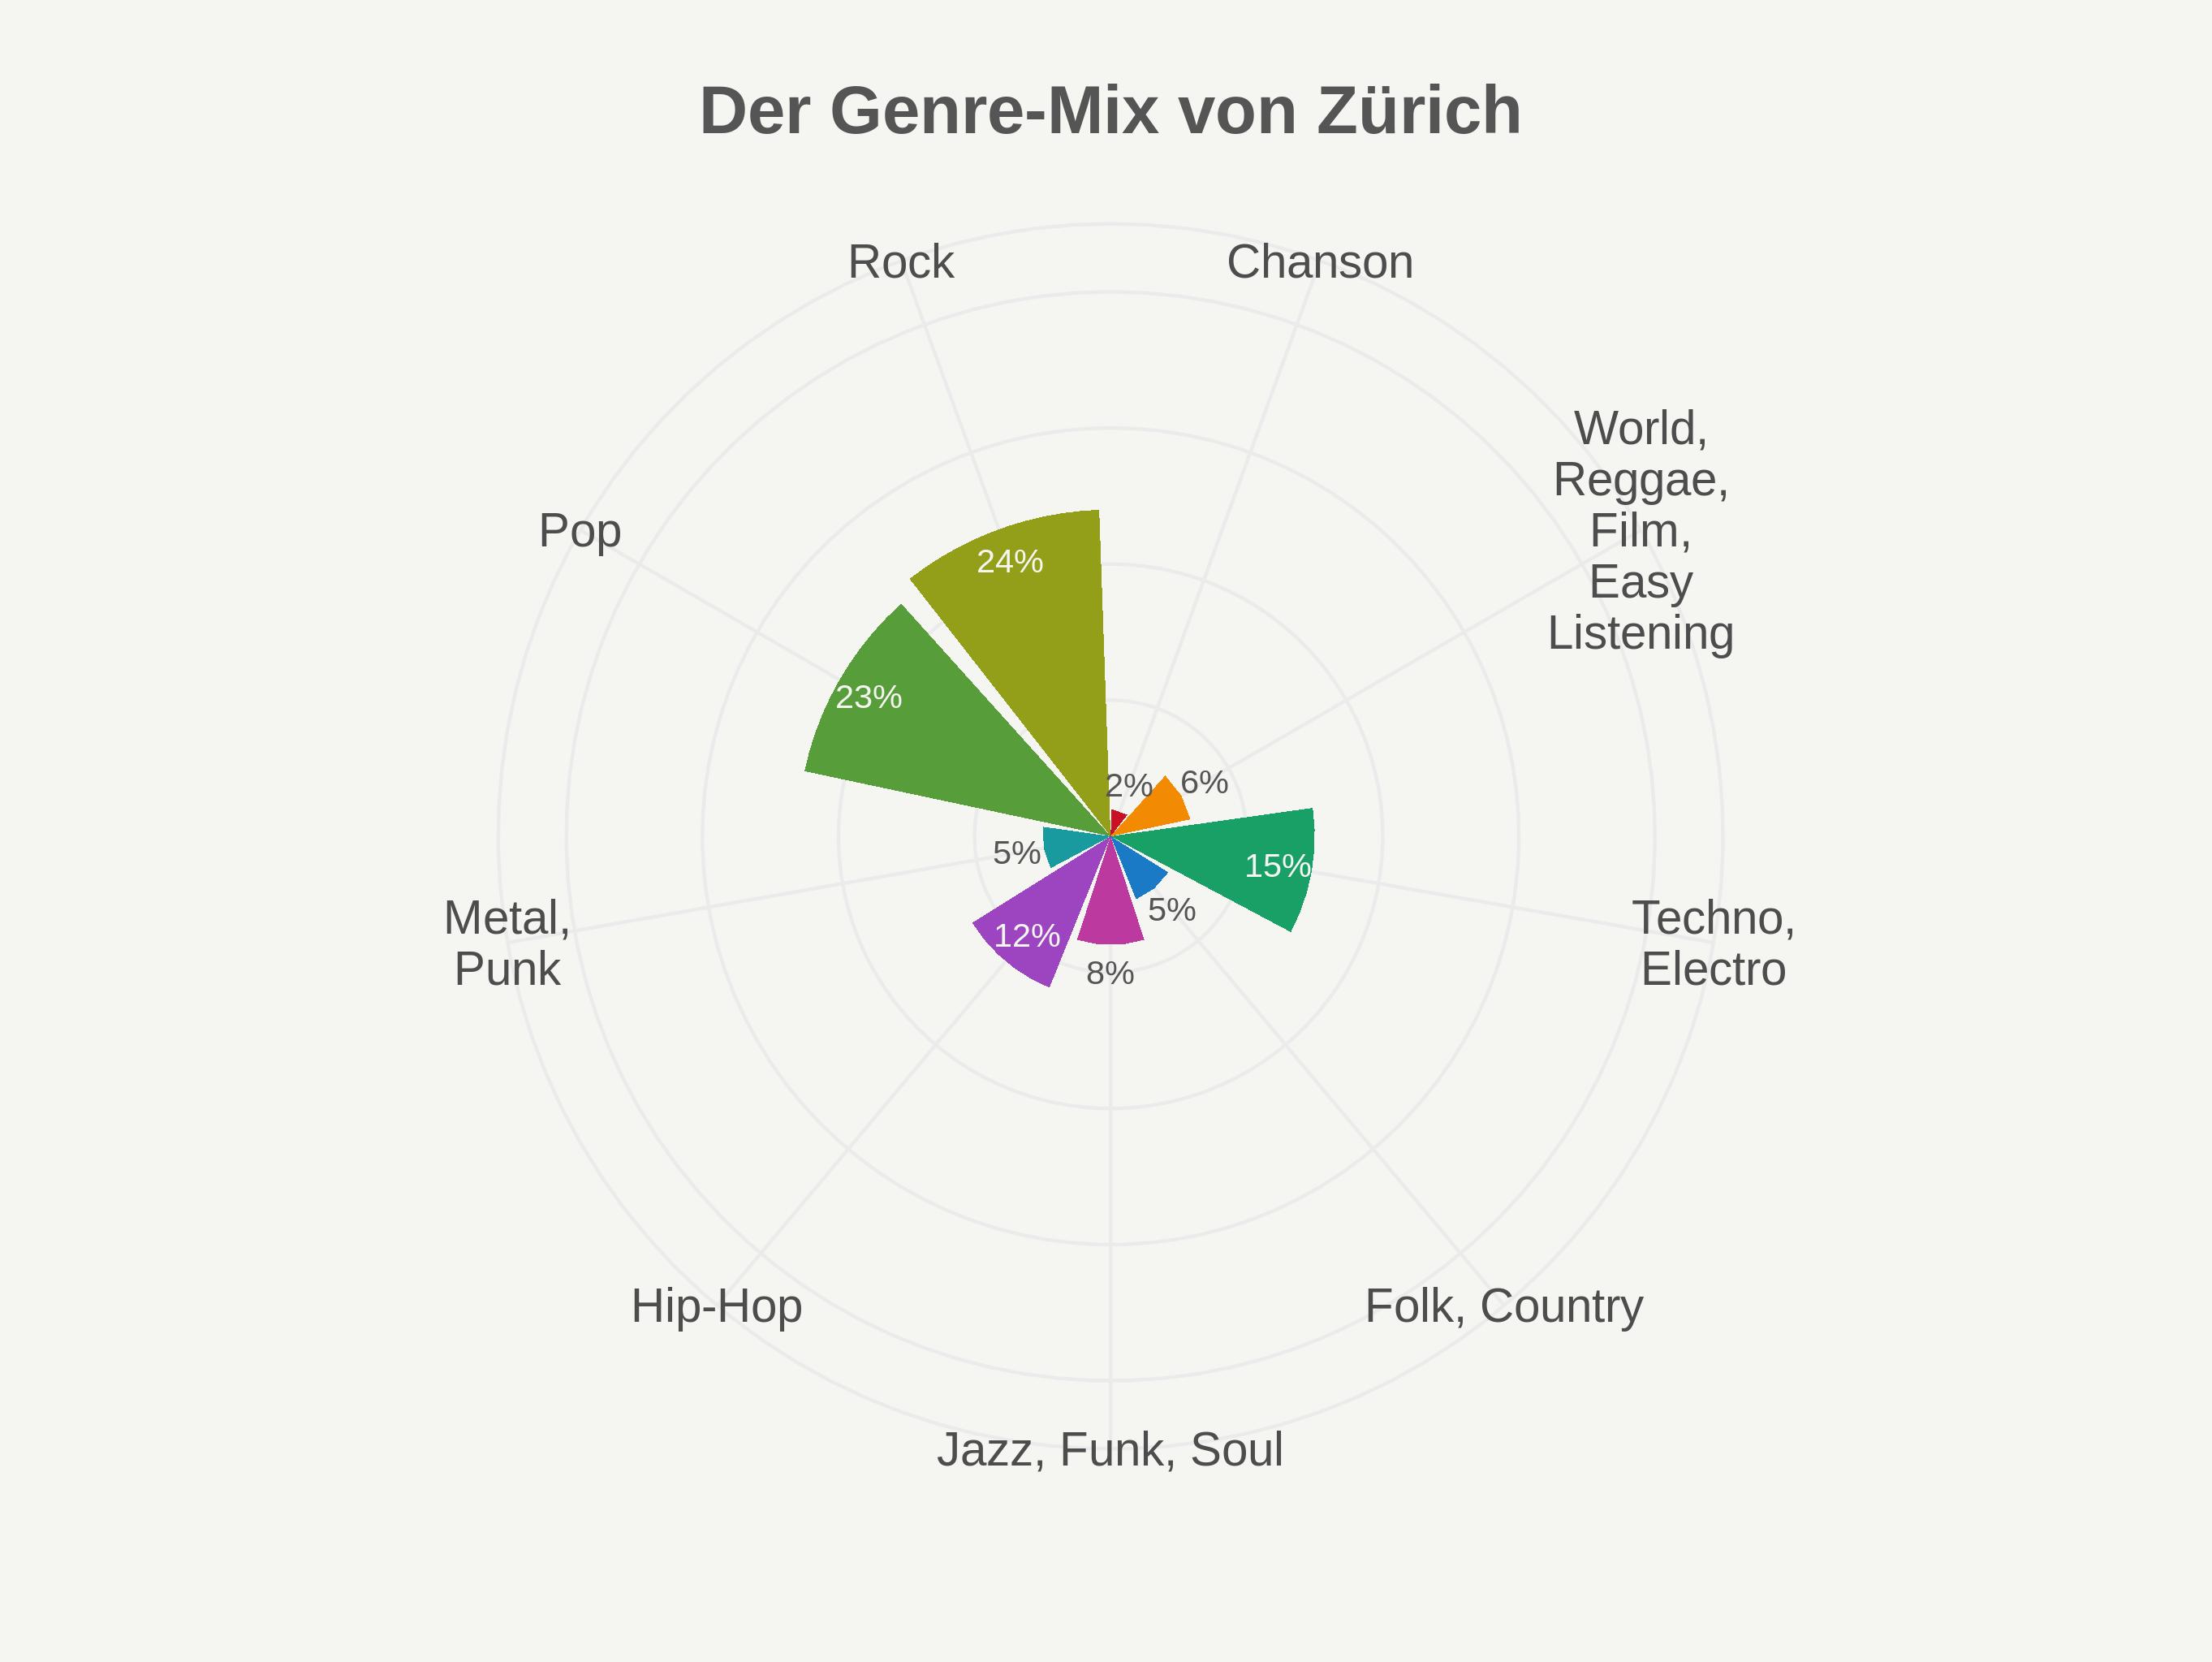 Der Genre-Mix von Zürich
Rock
Chanson
World,
Reggae,
Film,
Easy
Listening
Pop
24%
23%
2%
6%
15%
5%
5%
12%
8%
Metal,
Punk
Techno,
Electro
Hip-Hop
Folk, Country
Jazz, Funk, Soul